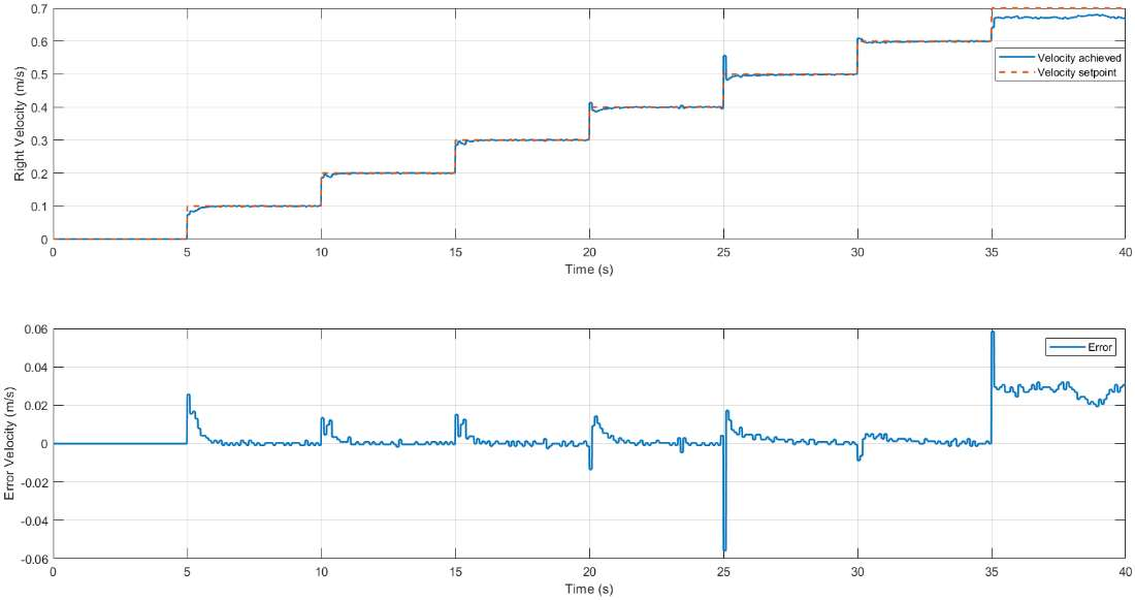 0.7
0.6
0.5
0.4
0.3
0.2
0.1
0
Right Velocity (m/s)
Velocity achieved
Velocity setpoint
0 5 10 15 20 25 30 35 40
Time (s)
0.06
0.04
0.02
0
-0.02
-0.04
-0.06
Error Velocity (m/s)
Error
0 5 10 15 20 25 30 35 40
Time (s)